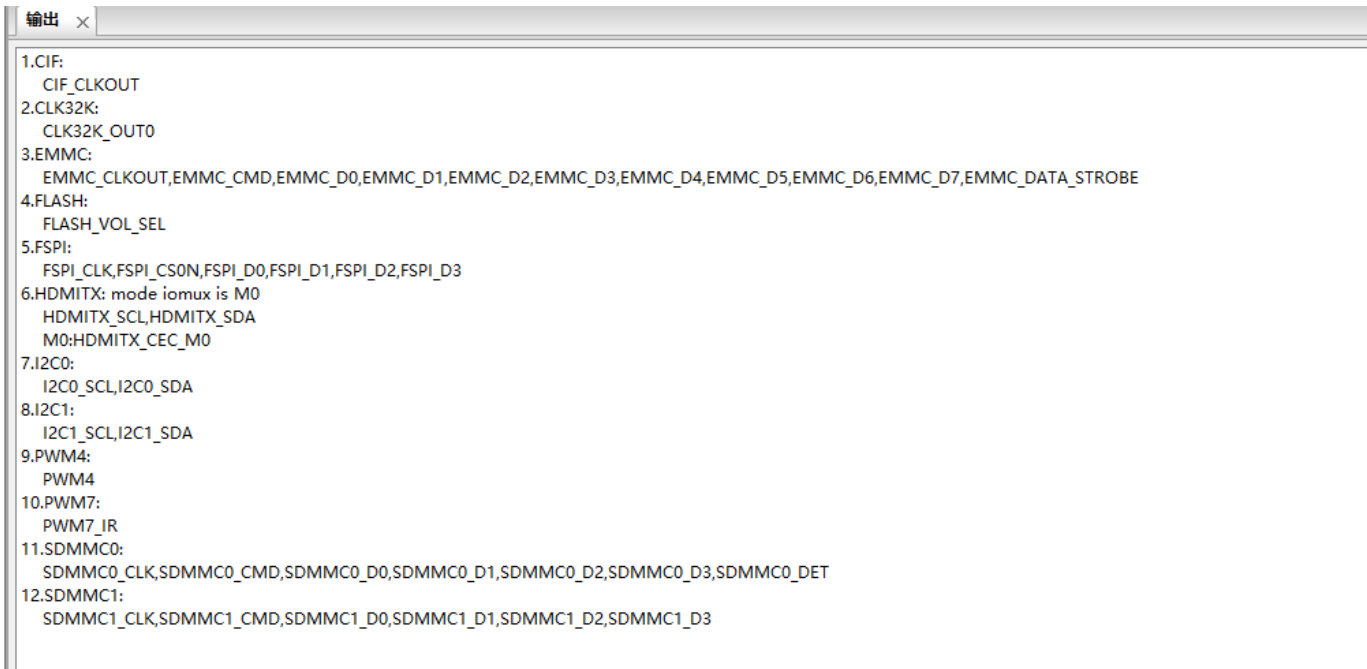 输出
1.CIF:
CIF_CLKOUT
2.CLK32K:
CLK32K_OUT0
3.EMMC:
EMMC_CLKOUT,EMMC_CMD,EMMC_D0,EMMC_D1,EMMC_D2,EMMC_D3,EMMC_D4,EMMC_D5,EMMC_D6,EMMC_D7,EMMC_DATA_STROBE
4.FLASH:
FLASH_VOL_SEL
5.FSPI:
FSPI_CLK,FSPI_CS0N,FSPI_D0,FSPI_D1,FSPI_D2,FSPI_D3
6.HDMITX: mode iomux is M0
HDMITX_SCL,HDMITX_SDA
M0:HDMITX_CEC_M0
7.I2C0:
I2C0_SCL,I2C0_SDA
8.I2C1:
I2C1_SCL,I2C1_SDA
9.PWM4:
PWM4
10.PWM7:
PWM7_IR
11.SDMMC0:
SDMMC0_CLK,SDMMC0_CMD,SDMMC0_D0,SDMMC0_D1,SDMMC0_D2,SDMMC0_D3,SDMMC0_DET
12.SDMMC1:
SDMMC1_CLK,SDMMC1_CMD,SDMMC1_D0,SDMMC1_D1,SDMMC1_D2,SDMMC1_D3